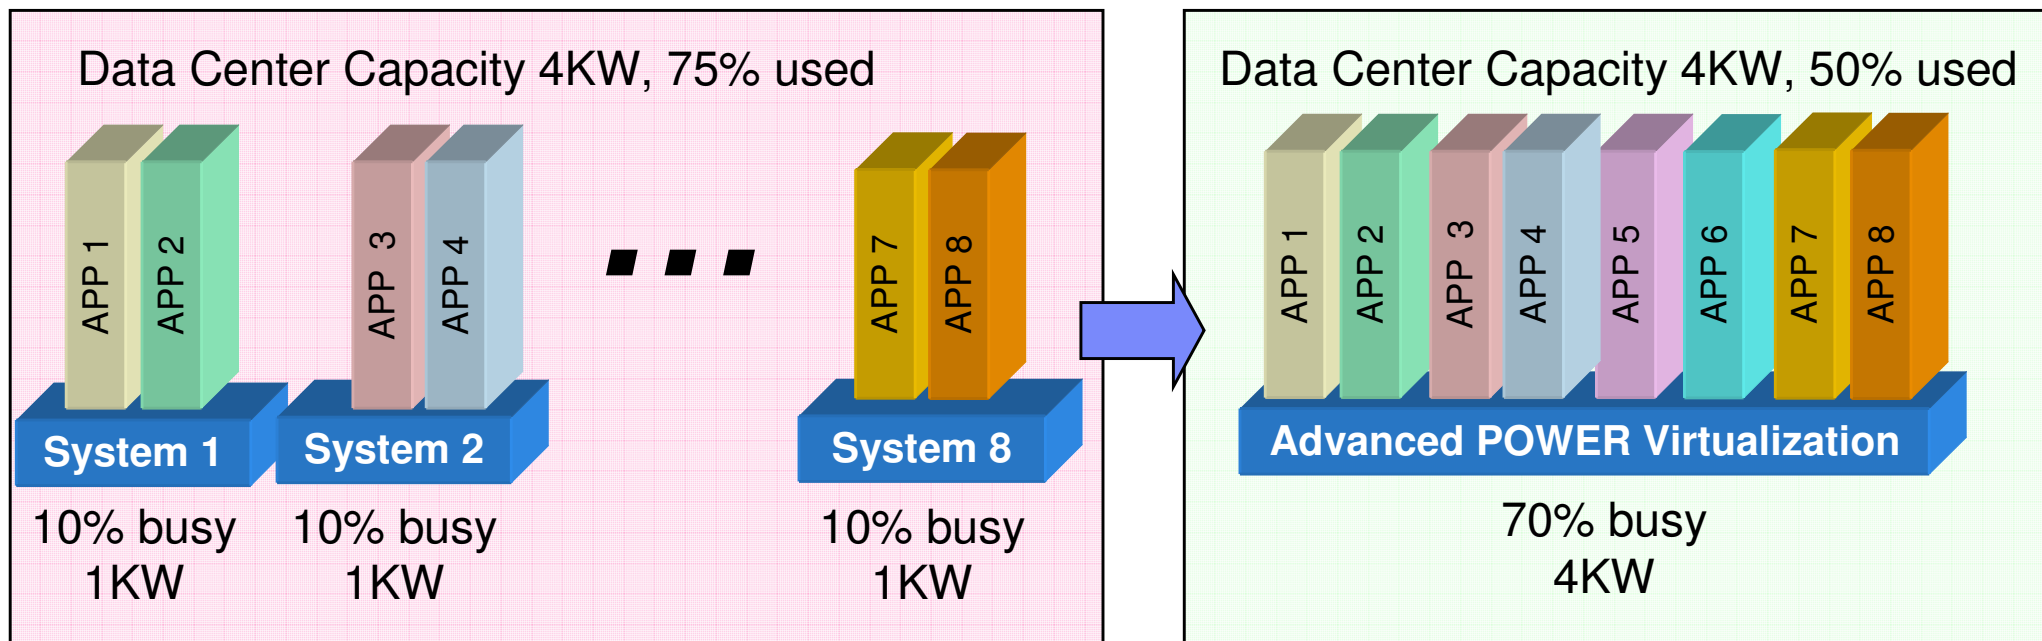 Data Center Capacity 4KW, 75% used
APP 1
APP 2
APP 3
APP 4
APP 7
APP 8
System 1
System 2
System 8
10% busy
1KW
10% busy
1KW
10% busy
1KW
Data Center Capacity 4KW, 50% used
APP 1
APP 2
APP 3
APP 4
APP 5
APP 6
APP 7
APP 8
Advanced POWER Virtualization
70% busy
4KW